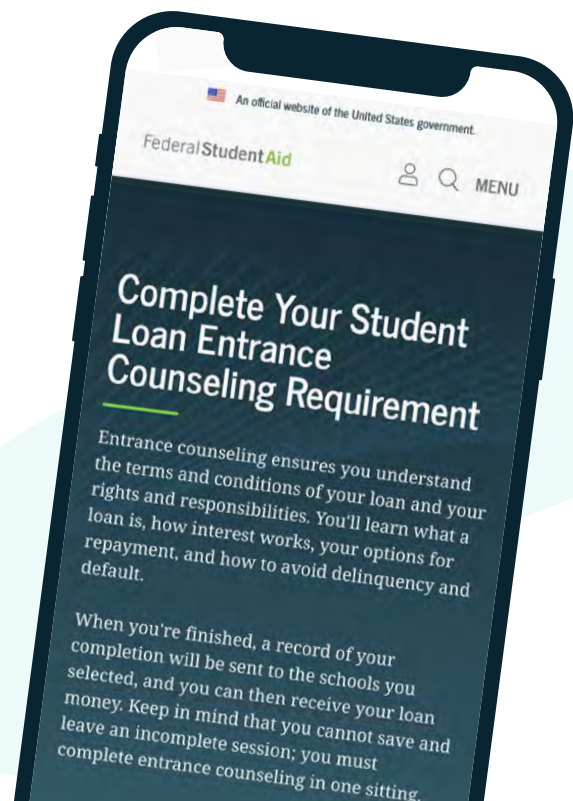 An official website of the United States government.
Federal Student Aid
MENU
Complete Your Student
Loan Entrance
Counseling Requirement
Entrance counseling ensures you understand
the terms and conditions of your loan and your
rights and responsibilities. You'll learn what a
loan is, how interest works, your options for
repayment, and how to avoid delinquency and
default.
When you're finished, a record of your
completion will be sent to the schools you
selected, and you can then receive your loan
money. Keep in mind that you cannot save and
leave an incomplete session; you must
complete entrance counseling in one sitting.